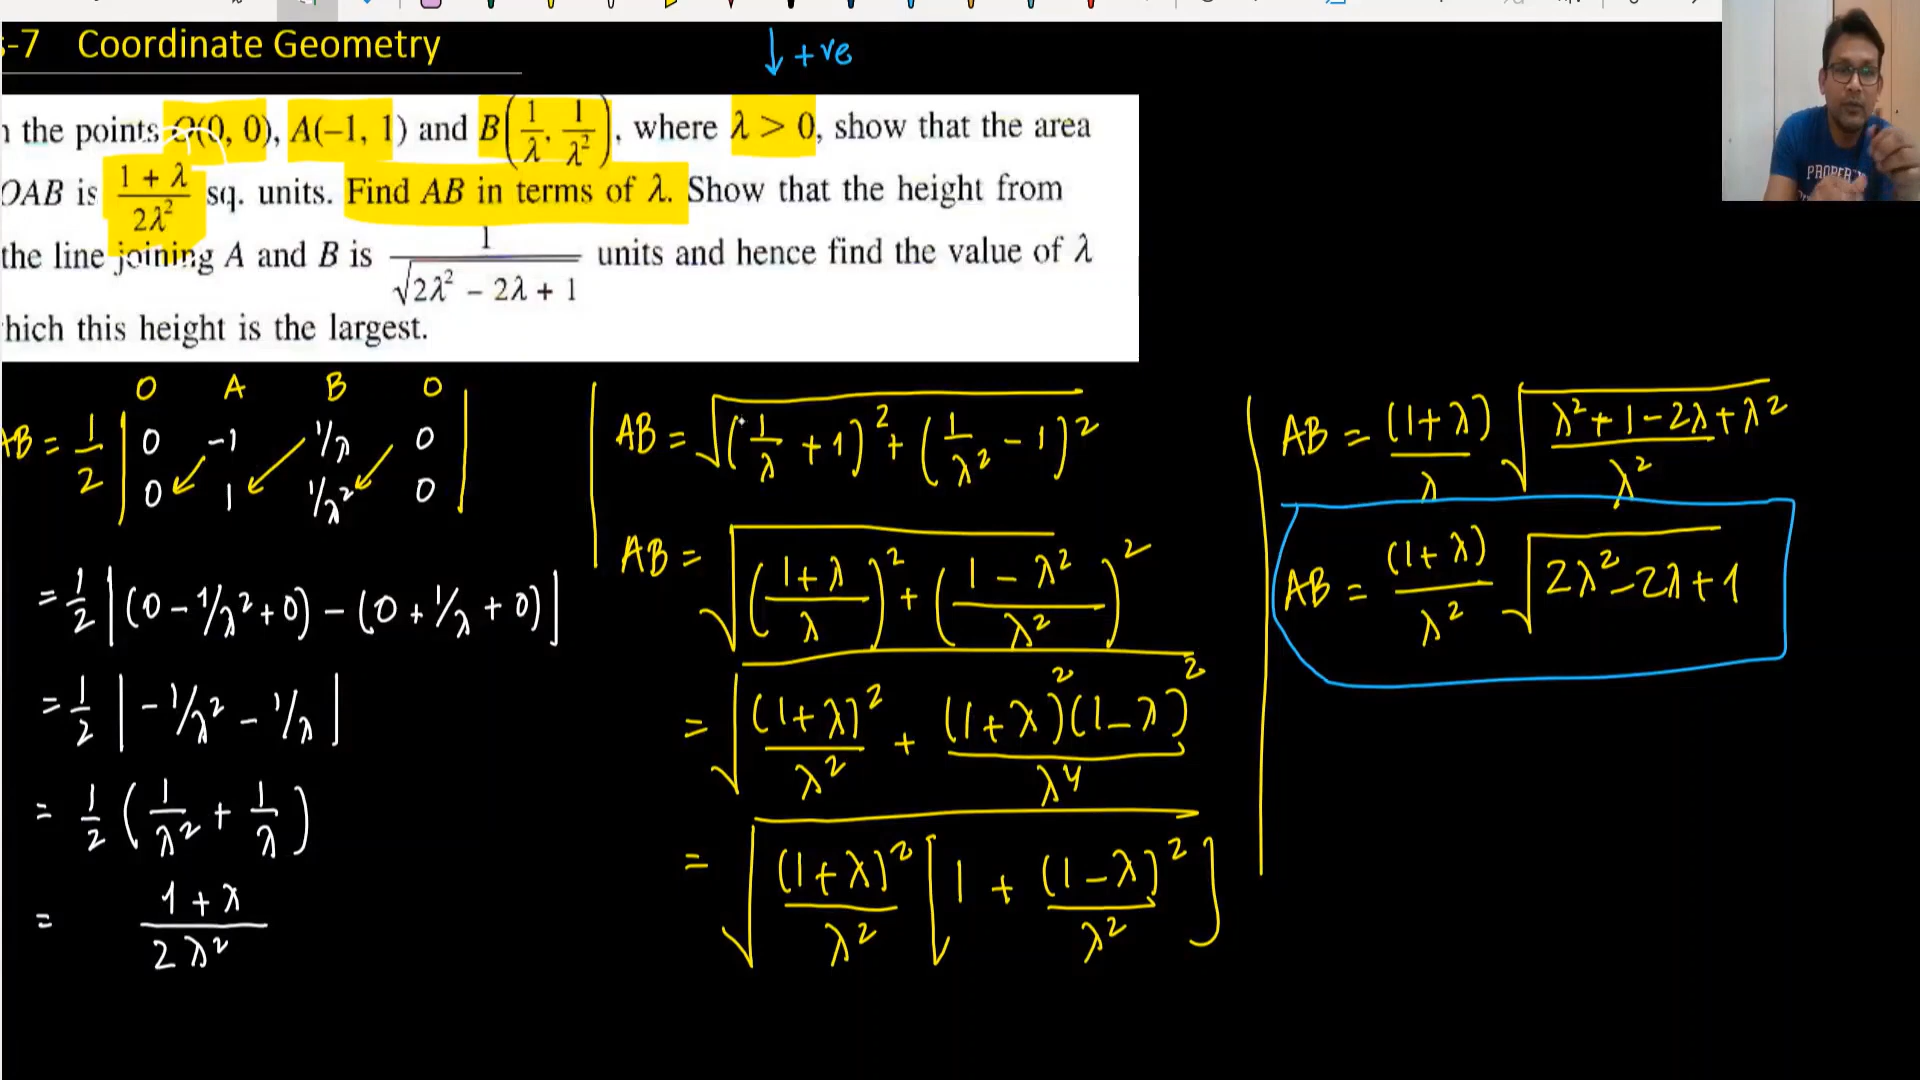 -7 Coordinate Geometry
↓ +ve
the points O(0, 0), A(−1, 1) and B(1/λ, 1/λ²), where λ > 0, show that the area
OAB is (1 + λ)/(2λ²) sq. units. Find AB in terms of λ. Show that the height from
the line joining A and B is 1/√(2λ² − 2λ + 1) units and hence find the value of λ
hich this height is the largest.
O A B O
AB = 1/2 | 0 -1 1/λ 0
0 1 1/λ² 0 |
= 1/2 |(0 - 1/λ² + 0) - (0 + 1/λ + 0)|
= 1/2 | - 1/λ² - 1/λ |
= 1/2 (1/λ² + 1/λ)
= (1 + λ)/(2λ²)
AB = √((1/λ + 1)² + (1/λ² - 1)²)
AB = √(((1+λ)/λ)² + ((1 - λ²)/λ²)²)
= √((1+λ)²/λ² + (1+λ)²(1-λ)²/λ⁴)
= √((1+λ)²/λ² [1 + (1-λ)²/λ²])
AB = (1+λ)/λ √((λ²+1-2λ+λ²)/λ²)
AB = (1+λ)/λ² √(2λ²-2λ+1)
PROPER